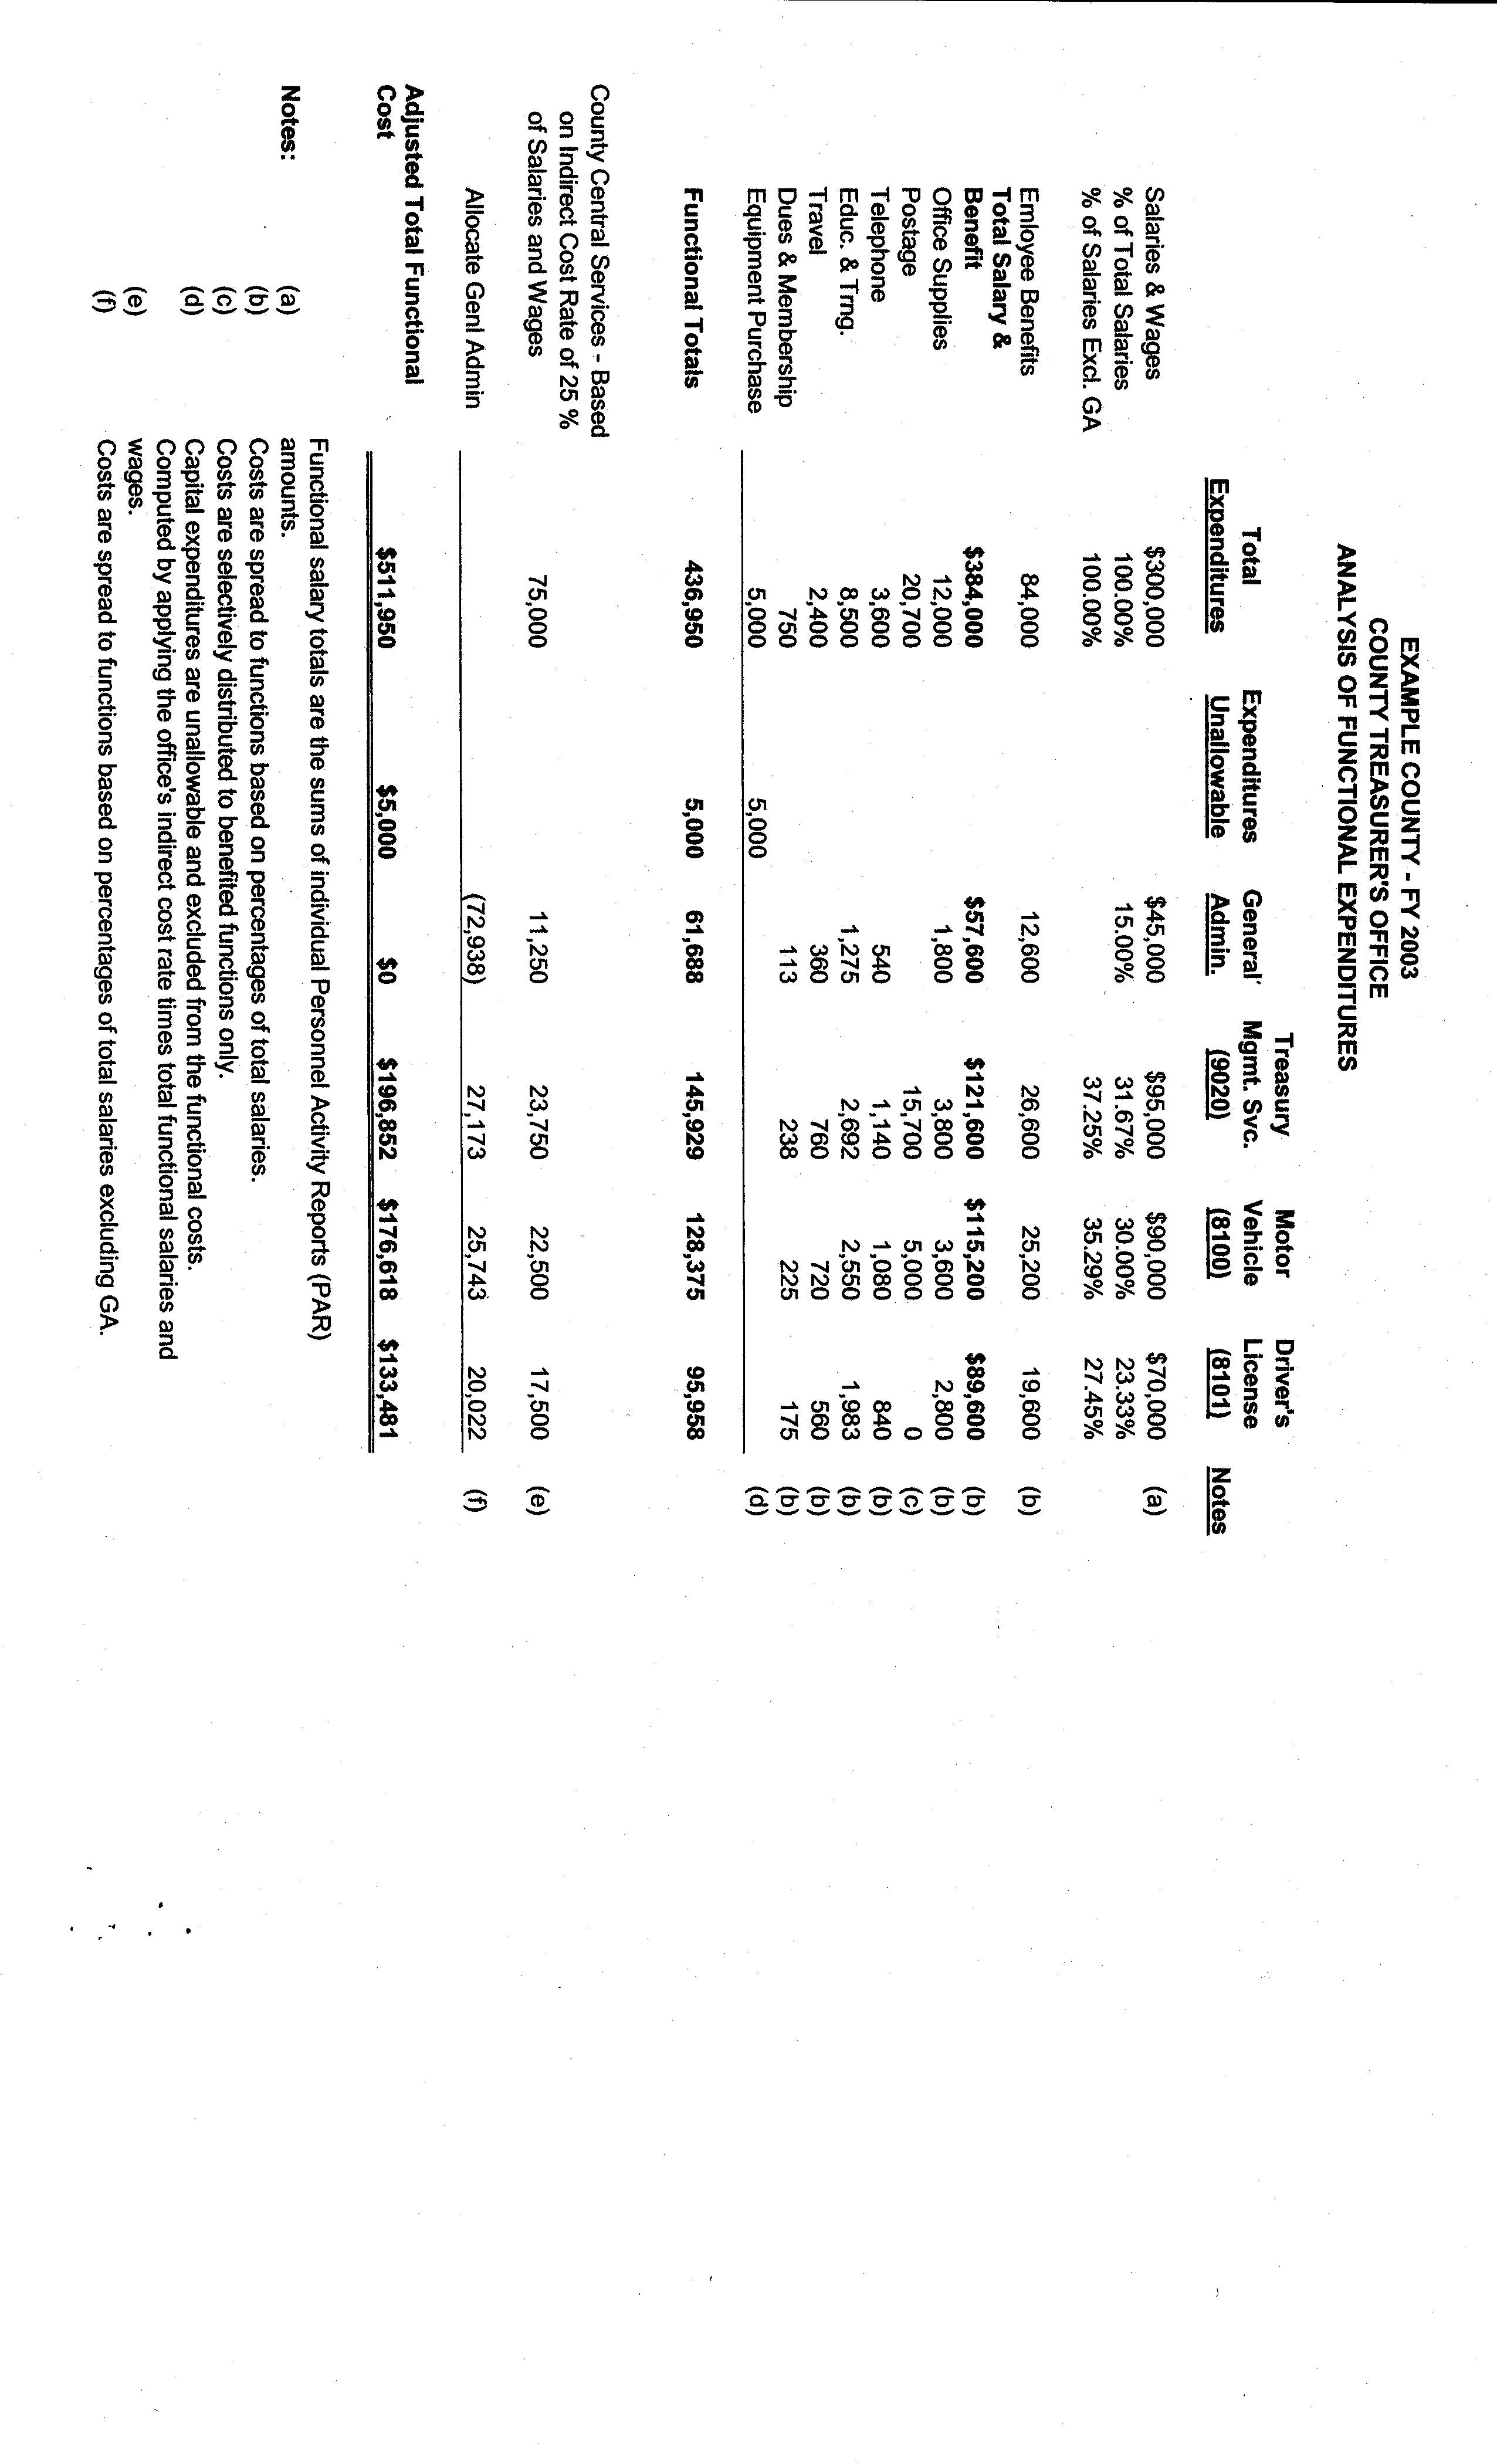 EXAMPLE COUNTY - FY 2003
COUNTY TREASURER'S OFFICE
ANALYSIS OF FUNCTIONAL EXPENDITURES
Treasury Motor Driver's
Total Expenditures General Mgmt. Svc. Vehicle License
Expenditures Unallowable Admin. (9020) (8100) (8101) Notes
Salaries & Wages $300,000 $45,000 $95,000 $90,000 $70,000 (a)
% of Total Salaries 100.00% 15.00% 31.67% 30.00% 23.33%
% of Salaries Excl. GA 100.00% 37.25% 35.29% 27.45%
Emloyee Benefits 84,000 12,600 26,600 25,200 19,600 (b)
Total Salary &
Benefit $384,000 $57,600 $121,600 $115,200 $89,600 (b)
Office Supplies 12,000 1,800 3,800 3,600 2,800 (b)
Postage 20,700 15,700 5,000 0 (c)
Telephone 3,600 540 1,140 1,080 840 (b)
Educ. & Trng. 8,500 1,275 2,692 2,550 1,983 (b)
Travel 2,400 360 760 720 560 (b)
Dues & Membership 750 113 238 225 175 (b)
Equipment Purchase 5,000 5,000 (d)
Functional Totals 436,950 5,000 61,688 145,929 128,375 95,958
County Central Services - Based
on Indirect Cost Rate of 25 %
of Salaries and Wages 75,000 11,250 23,750 22,500 17,500 (e)
Allocate Genl Admin (72,938) 27,173 25,743 20,022 (f)
Adjusted Total Functional
Cost $511,950 $5,000 $0 $196,852 $176,618 $133,481
Functional salary totals are the sums of individual Personnel Activity Reports (PAR)
Notes: (a) amounts.
(b) Costs are spread to functions based on percentages of total salaries.
(c) Costs are selectively distributed to benefited functions only.
(d) Capital expenditures are unallowable and excluded from the functional costs.
Computed by applying the office's indirect cost rate times total functional salaries and
(e) wages.
(f) Costs are spread to functions based on percentages of total salaries excluding GA.